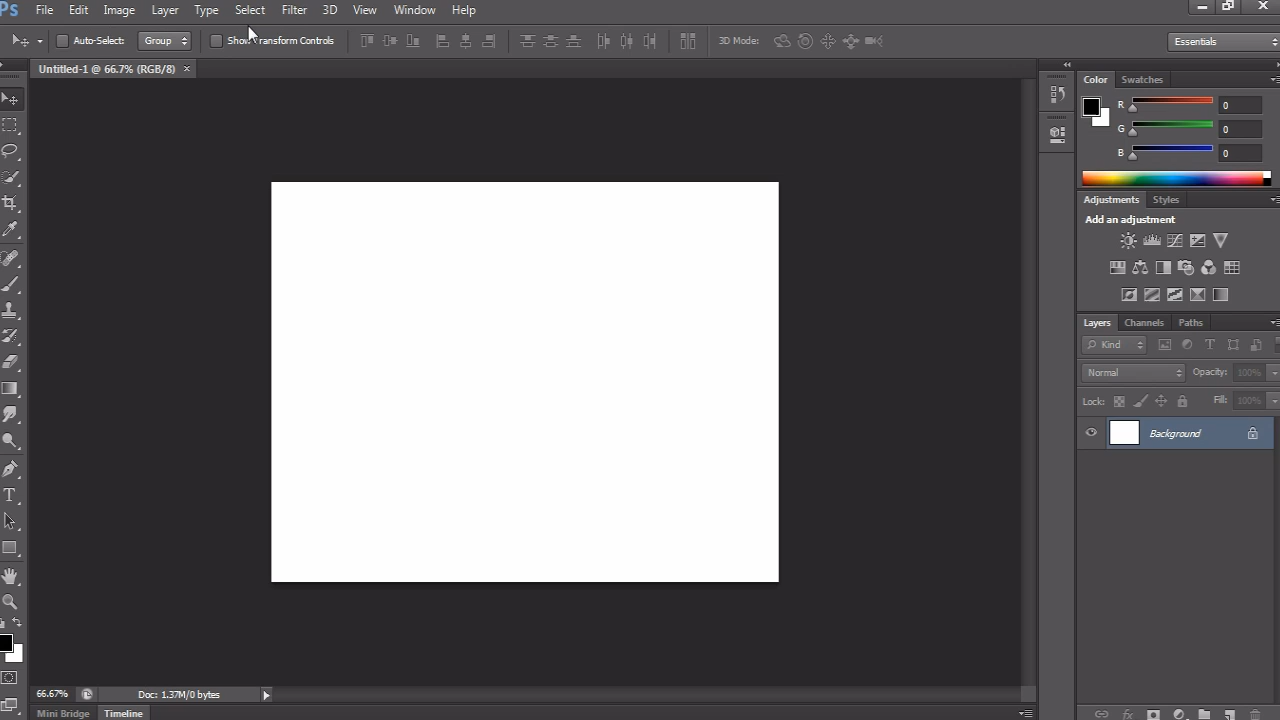 Ps File Edit Image Layer Type Select Filter 3D View Window Help
Auto-Select: Group Show Transform Controls 3D Mode: Essentials
Untitled-1 @ 66.7% (RGB/8) ×
Color Swatches
R 0
G 0
B 0
Adjustments Styles
Add an adjustment
Layers Channels Paths
Kind
Normal Opacity: 100%
Lock: Fill: 100%
Background
66.67% Doc: 1.37M/0 bytes
Mini Bridge Timeline